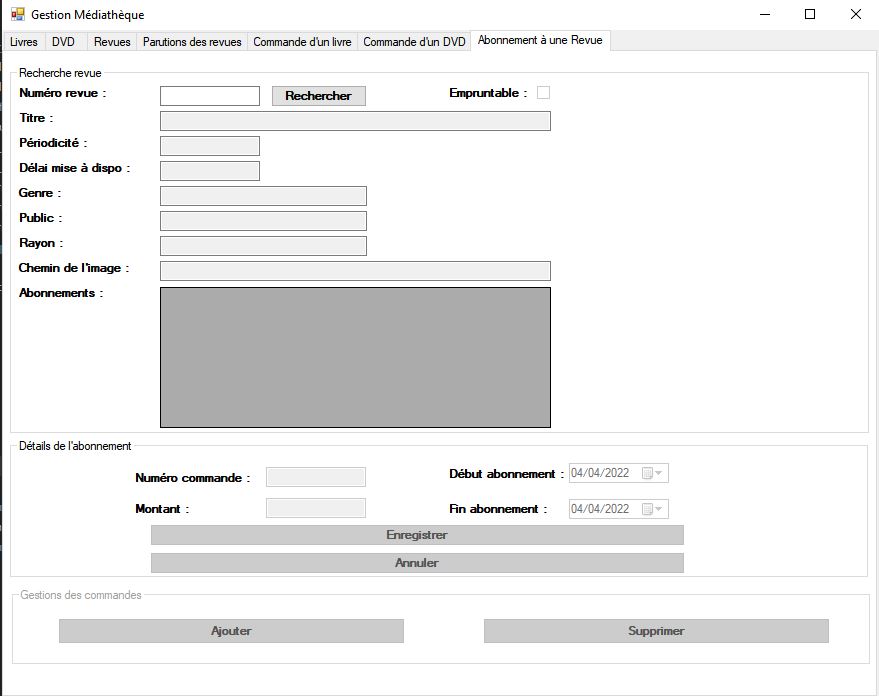 Gestion Médiathèque
Livres DVD Revues Parutions des revues Commande d'un livre Commande d'un DVD Abonnement à une Revue
Recherche revue
Numéro revue : Rechercher Empruntable :
Titre :
Périodicité :
Délai mise à dispo :
Genre :
Public :
Rayon :
Chemin de l'image :
Abonnements :
Détails de l'abonnement
Numéro commande : Début abonnement : 04/04/2022
Montant : Fin abonnement : 04/04/2022
Enregistrer
Annuler
Gestions des commandes
Ajouter Supprimer